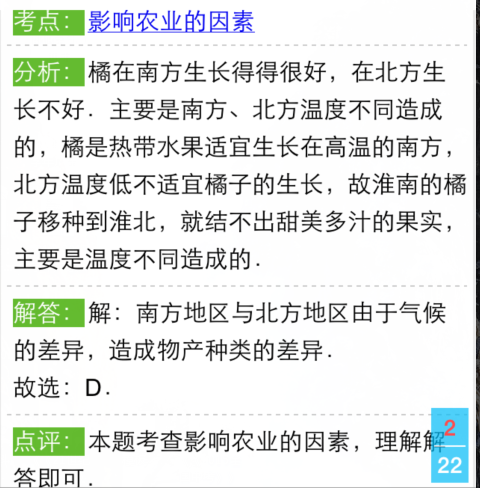 考点：影响农业的因素
分析：橘在南方生长得得很好，在北方生
长不好．主要是南方、北方温度不同造成
的，橘是热带水果适宜生长在高温的南方，
北方温度低不适宜橘子的生长，故淮南的橘
子移种到淮北，就结不出甜美多汁的果实，
主要是温度不同造成的．
解答：解：南方地区与北方地区由于气候
的差异，造成物产种类的差异．
故选：D．
点评：本题考查影响农业的因素，理解解
答即可．
2
22